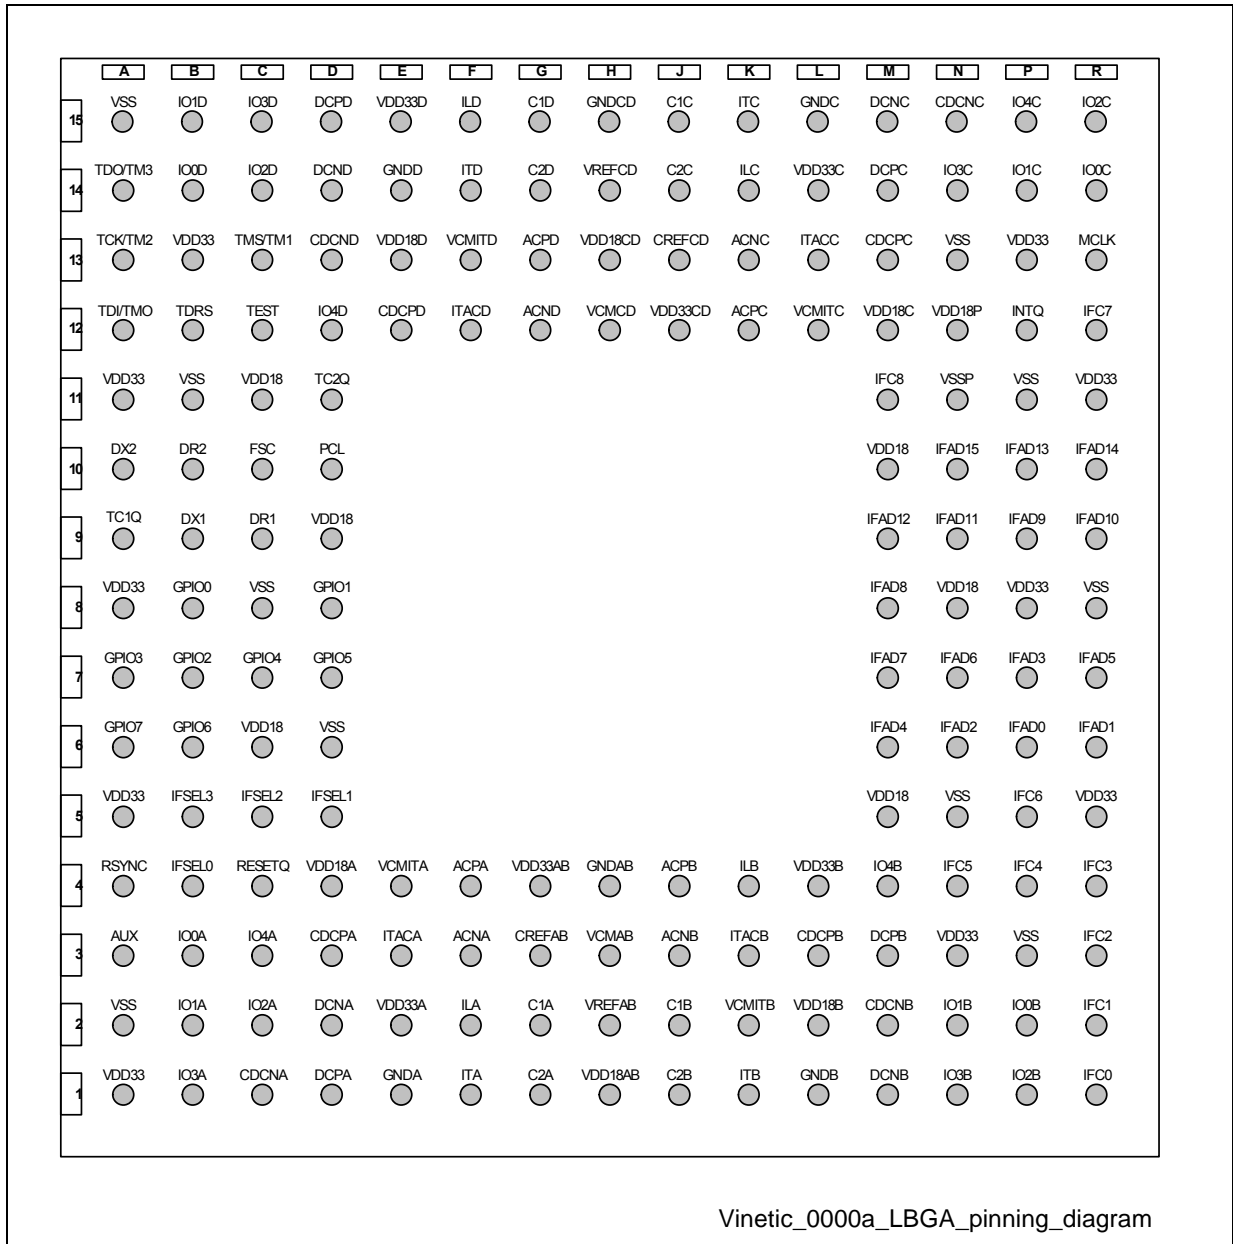 A B C D E F G H J K L M N P R
VSS IO1D IO3D DCPD VDD33D ILD C1D GNDCD C1C ITC GNDC DCNC CDCNC IO4C IO2C
15
TDO/TM3 IO0D IO2D DCND GNDD ITD C2D VREFCD C2C ILC VDD33C DCPC IO3C IO1C IO0C
14
TCK/TM2 VDD33 TMS/TM1 CDCND VDD18D VCMITD ACPD VDD18CD CREFCD ACNC ITACC CDCPC VSS VDD33 MCLK
13
TDI/TMO TDRS TEST IO4D CDCPD ITACD ACND VCMCD VDD33CD ACPC VCMITC VDD18C VDD18P INTQ IFC7
12
VDD33 VSS VDD18 TC2Q IFC8 VSSP VSS VDD33
11
DX2 DR2 FSC PCL VDD18 IFAD15 IFAD13 IFAD14
10
TC1Q DX1 DR1 VDD18 IFAD12 IFAD11 IFAD9 IFAD10
9
VDD33 GPIO0 VSS GPIO1 IFAD8 VDD18 VDD33 VSS
8
GPIO3 GPIO2 GPIO4 GPIO5 IFAD7 IFAD6 IFAD3 IFAD5
7
GPIO7 GPIO6 VDD18 VSS IFAD4 IFAD2 IFAD0 IFAD1
6
VDD33 IFSEL3 IFSEL2 IFSEL1 VDD18 VSS IFC6 VDD33
5
RSYNC IFSEL0 RESETQ VDD18A VCMITA ACPA VDD33AB GNDAB ACPB ILB VDD33B IO4B IFC5 IFC4 IFC3
4
AUX IO0A IO4A CDCPA ITACA ACNA CREFAB VCMAB ACNB ITACB CDCPB DCPB VDD33 VSS IFC2
3
VSS IO1A IO2A DCNA VDD33A ILA C1A VREFAB C1B VCMITB VDD18B CDCNB IO1B IO0B IFC1
2
VDD33 IO3A CDCNA DCPA GNDA ITA C2A VDD18AB C2B ITB GNDB DCNB IO3B IO2B IFC0
1
Vinetic_0000a_LBGA_pinning_diagram